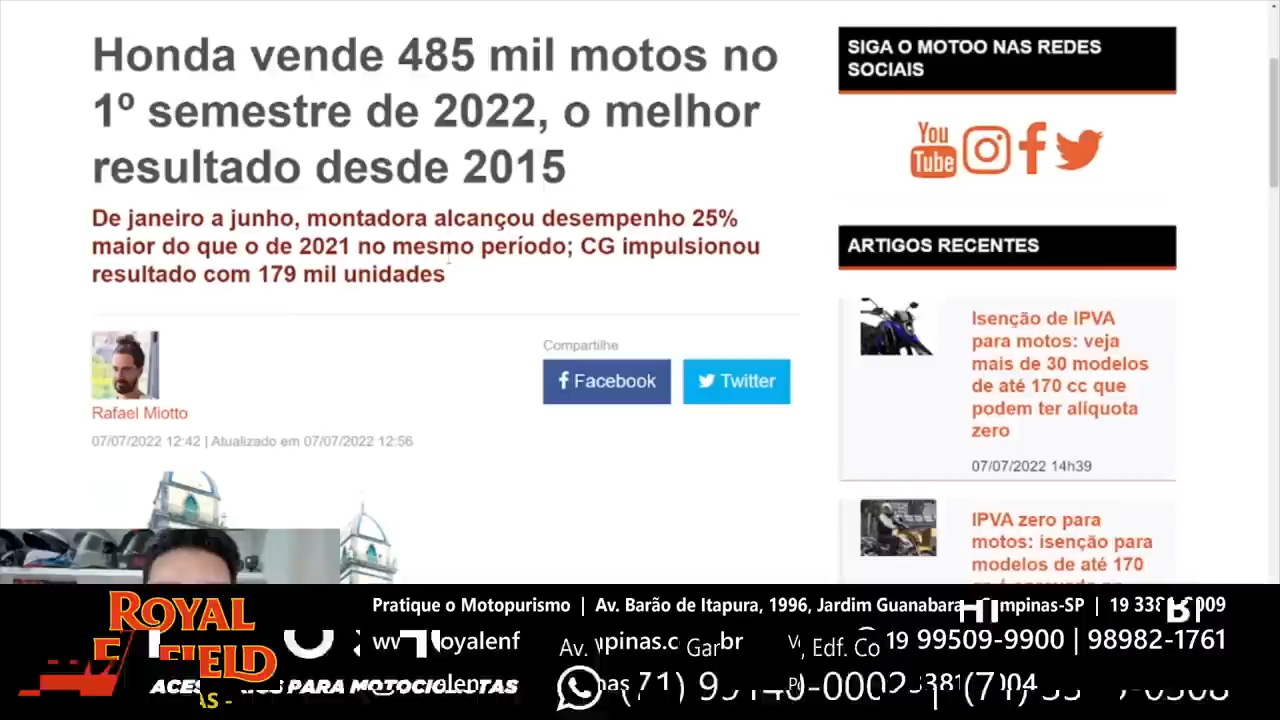 Honda vende 485 mil motos no
1º semestre de 2022, o melhor
resultado desde 2015
De janeiro a junho, montadora alcançou desempenho 25%
maior do que o de 2021 no mesmo período; CG impulsionou
resultado com 179 mil unidades
Rafael Miotto
07/07/2022 12:42 | Atualizado em 07/07/2022 12:56
Compartilhe
Facebook
Twitter
SIGA O MOTOO NAS REDES
SOCIAIS
You
Tube
ARTIGOS RECENTES
Isenção de IPVA
para motos: veja
mais de 30 modelos
de até 170 cc que
podem ter alíquota
zero
07/07/2022 14h39
IPVA zero para
motos: isenção para
modelos de até 170
ROYAL
Pratique o Motopurismo | Av. Barão de Itapura, 1996, Jardim Guanabara
19 99509-9900 | 98982-1761
PARA MOTOCICLISTAS